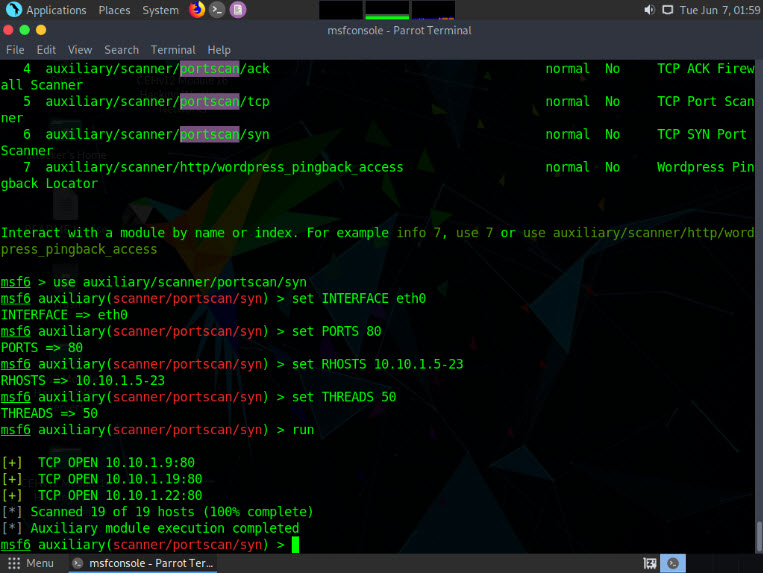 Applications Places System Tue Jun 7, 01:59
msfconsole - Parrot Terminal
File Edit View Search Terminal Help
4 auxiliary/scanner/portscan/ack normal No TCP ACK Firew
all Scanner
5 auxiliary/scanner/portscan/tcp normal No TCP Port Scan
ner
6 auxiliary/scanner/portscan/syn normal No TCP SYN Port
Scanner
7 auxiliary/scanner/http/wordpress_pingback_access normal No Wordpress Pin
gback Locator
Interact with a module by name or index. For example info 7, use 7 or use auxiliary/scanner/http/word
press_pingback_access
msf6 > use auxiliary/scanner/portscan/syn
msf6 auxiliary(scanner/portscan/syn) > set INTERFACE eth0
INTERFACE => eth0
msf6 auxiliary(scanner/portscan/syn) > set PORTS 80
PORTS => 80
msf6 auxiliary(scanner/portscan/syn) > set RHOSTS 10.10.1.5-23
RHOSTS => 10.10.1.5-23
msf6 auxiliary(scanner/portscan/syn) > set THREADS 50
THREADS => 50
msf6 auxiliary(scanner/portscan/syn) > run
[+] TCP OPEN 10.10.1.9:80
[+] TCP OPEN 10.10.1.19:80
[+] TCP OPEN 10.10.1.22:80
[*] Scanned 19 of 19 hosts (100% complete)
[*] Auxiliary module execution completed
msf6 auxiliary(scanner/portscan/syn) >
Menu msfconsole - Parrot Ter...